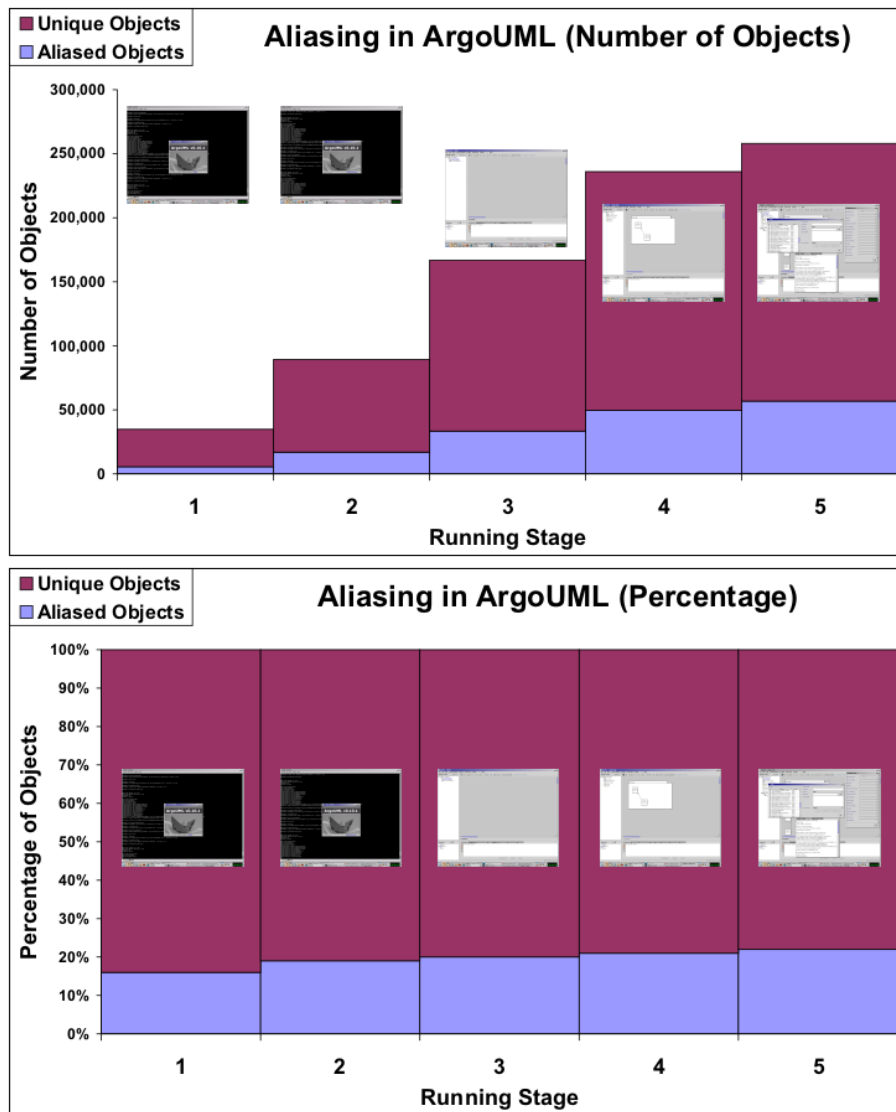 Unique Objects
Aliased Objects
Aliasing in ArgoUML (Number of Objects)
300,000
250,000
200,000
150,000
100,000
50,000
0
Number of Objects
1 2 3 4 5
Running Stage
Unique Objects
Aliased Objects
Aliasing in ArgoUML (Percentage)
100%
90%
80%
70%
60%
50%
40%
30%
20%
10%
0%
Percentage of Objects
1 2 3 4 5
Running Stage